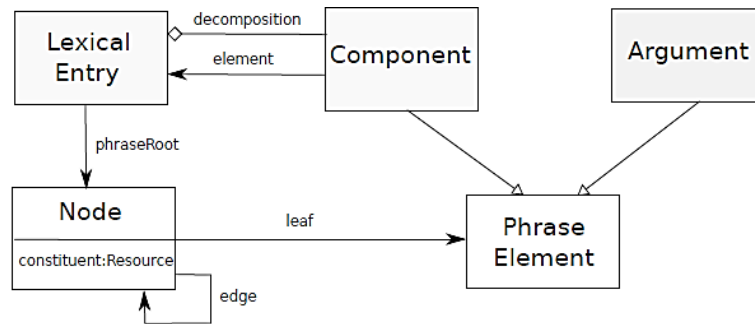 decomposition
Lexical
Entry
Component
Argument
element
phraseRoot
Node
leaf
Phrase
Element
constituent:Resource
edge